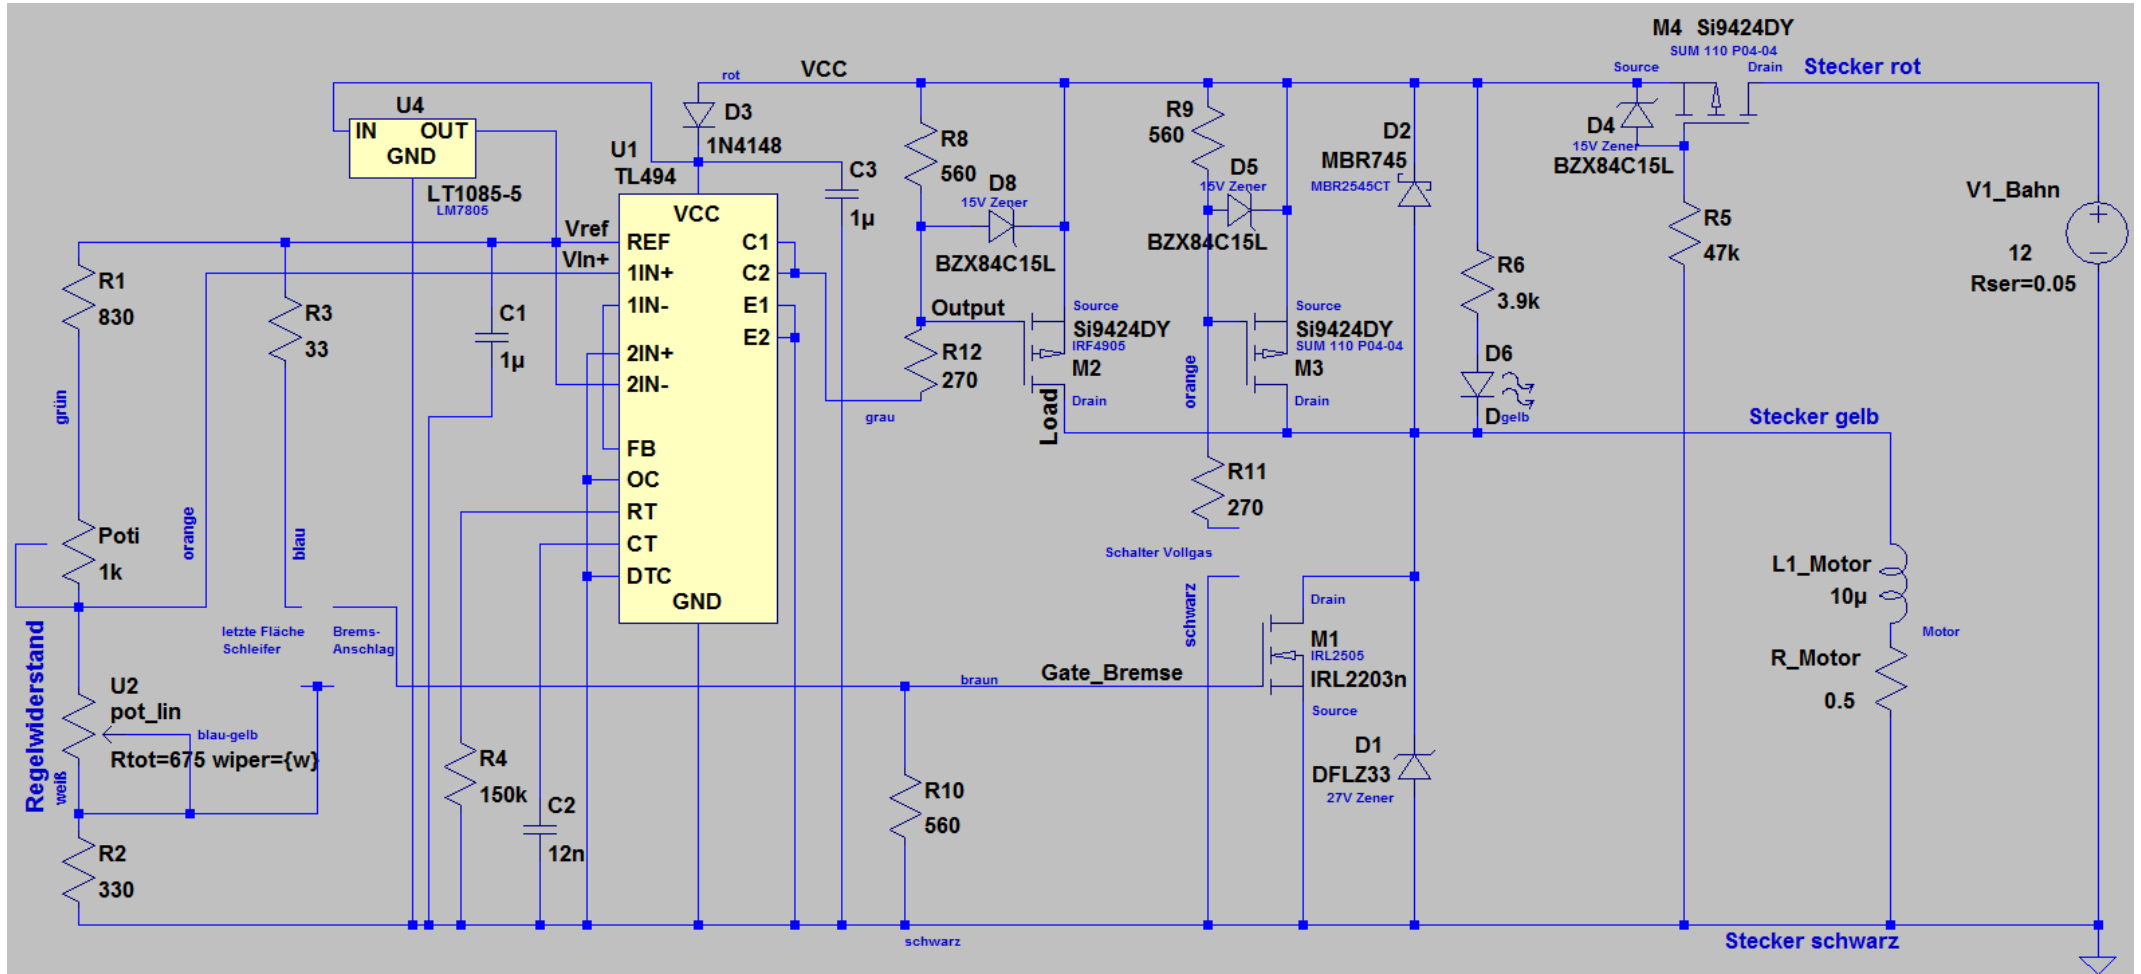 M4 Si9424DY
SUM 110 P04-04
Source
Drain
Stecker rot
rot
VCC
U4
IN
OUT
GND
LT1085-5
LM7805
D3
1N4148
U1
TL494
C3
1µ
R8
560
D8
15V Zener
BZX84C15L
R9
560
D5
15V Zener
BZX84C15L
D2
MBR745
MBR2545CT
D4
15V Zener
BZX84C15L
R5
47k
V1_Bahn
12
Rser=0.05
Vref
VIn+
VCC
REF
1IN+
1IN-
2IN+
2IN-
FB
OC
RT
CT
DTC
GND
C1
C2
E1
E2
R1
830
R3
33
C1
1µ
Output
R12
270
grau
Source
Si9424DY
IRF4905
M2
Drain
Load
orange
Source
Si9424DY
SUM 110 P04-04
M3
Drain
R6
3.9k
D6
D
gelb
Stecker gelb
grün
orange
blau
Poti
1k
letzte Fläche
Schleifer
Brems-
Anschlag
R11
270
Schalter Vollgas
schwarz
Drain
M1
IRL2505
IRL2203n
Source
braun
Gate_Bremse
L1_Motor
10µ
Motor
R_Motor
0.5
Regelwiderstand
U2
pot_lin
blau-gelb
Rtot=675 wiper={w}
weiß
R4
150k
C2
12n
R10
560
D1
DFLZ33
27V Zener
R2
330
schwarz
Stecker schwarz